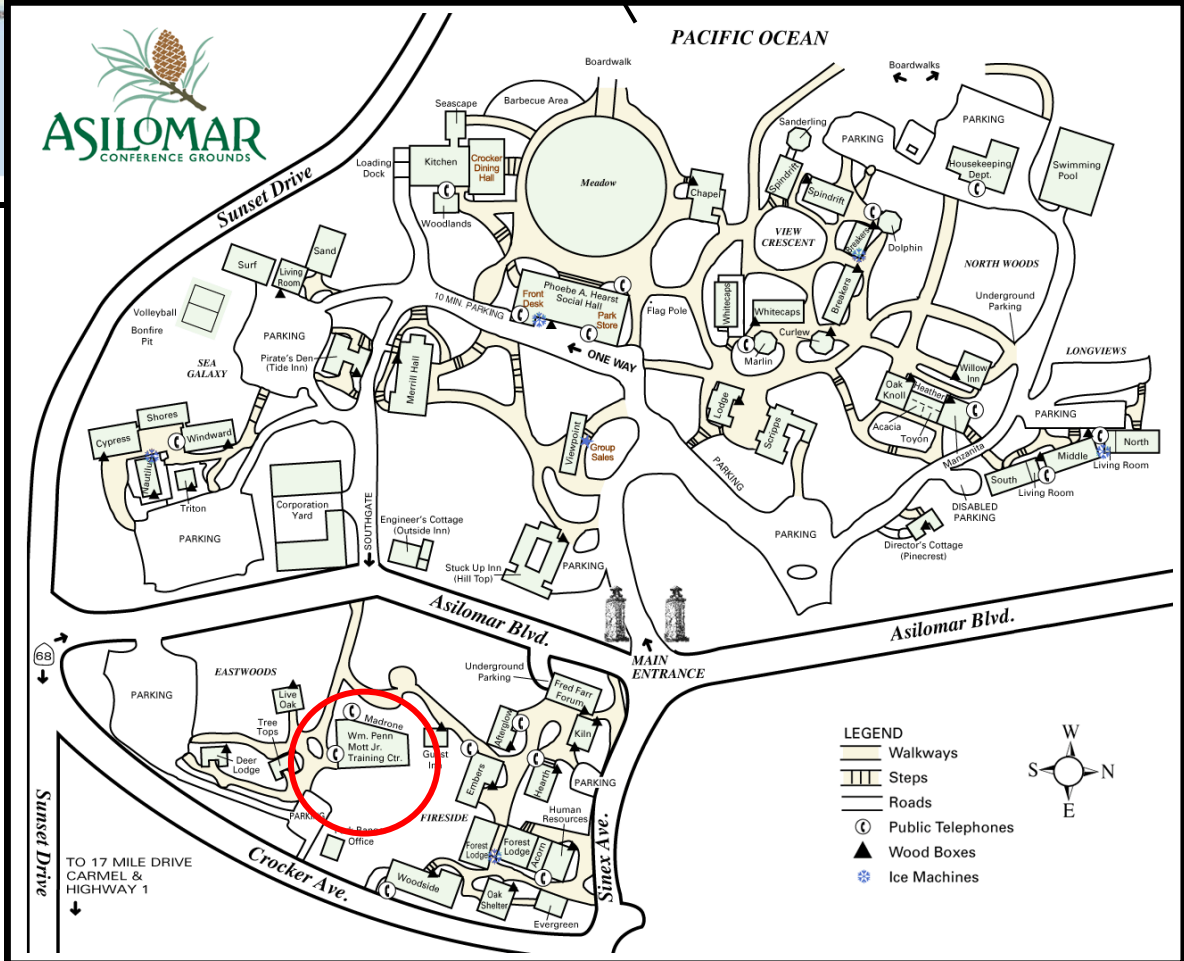 PACIFIC OCEAN
ASILOMAR
CONFERENCE GROUNDS
Boardwalk
Boardwalks
Barbecue Area
Seascape
Loading
Dock
Kitchen
Crocker
Dining
Hall
Woodlands
Meadow
Chapel
Sanderling
Spindrift
Spindrift
PARKING
PARKING
Housekeeping
Dept.
Swimming
Pool
Sunset Drive
VIEW
CRESCENT
Breakers
Dolphin
Breakers
NORTH WOODS
Underground
Parking
LONGVIEWS
Surf
Living
Room
Sand
Volleyball
Bonfire
Pit
PARKING
SEA
GALAXY
Pirate's Den
(Tide Inn)
10 MIN. PARKING
Merrill Hall
Front
Desk
Phoebe A. Hearst
Social Hall
Park
Store
Flag Pole
ONE WAY
Whitecaps
Whitecaps
Marlin
Curlew
Lodge
Scripps
Oak
Knoll
Heather
Willow
Inn
Acacia
Toyon
Manzanita
PARKING
South
Living Room
Middle
North
Living Room
DISABLED
PARKING
Shores
Cypress
Windward
Nautilus
Triton
PARKING
Corporation
Yard
SOUTHGATE
Engineer's Cottage
(Outside Inn)
Viewpoint
Group
Sales
Stuck Up Inn
(Hill Top)
PARKING
PARKING
PARKING
Director's Cottage
(Pinecrest)
Asilomar Blvd.
Asilomar Blvd.
MAIN
ENTRANCE
68
EASTWOODS
PARKING
Live
Oak
Tree
Tops
Deer
Lodge
Madrone
Wm. Penn
Mott Jr.
Training Ctr.
Guest
Inn
PARKING
Office
Underground
Parking
Fred Farr
Forum
Kiln
Afterglow
Embers
Hearth
PARKING
FIRESIDE
Human
Resources
Forest
Lodge
Forest
Lodge
Acorn
Woodside
Oak
Shelter
Evergreen
Crocker Ave.
Sinex Ave.
Sunset Drive
TO 17 MILE DRIVE
CARMEL &
HIGHWAY 1
LEGEND
Walkways
Steps
Roads
Public Telephones
Wood Boxes
Ice Machines
W
S N
E